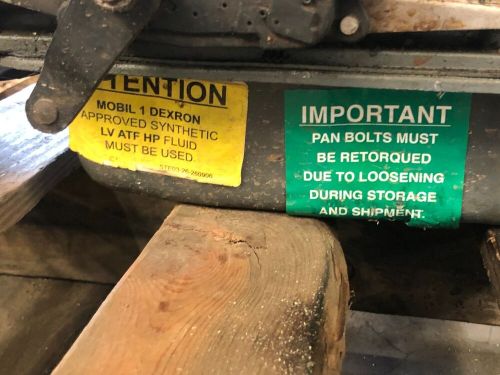 TENTION
MOBIL 1 DEXRON
APPROVED SYNTHETIC
LV ATF HP FLUID
MUST BE USED
IMPORTANT
PAN BOLTS MUST
BE RETORQUED
DUE TO LOOSENING
DURING STORAGE
AND SHIPMENT.